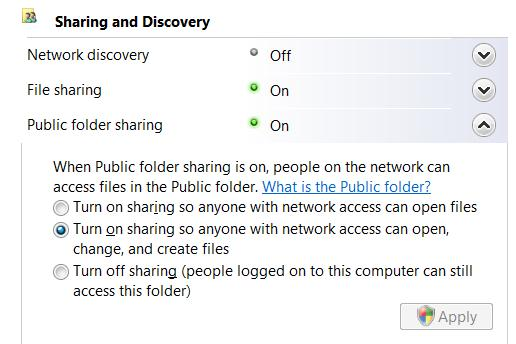 Sharing and Discovery
Network discovery Off
File sharing On
Public folder sharing On
When Public folder sharing is on, people on the network can
access files in the Public folder. What is the Public folder?
Turn on sharing so anyone with network access can open files
Turn on sharing so anyone with network access can open,
change, and create files
Turn off sharing (people logged on to this computer can still
access this folder)
Apply